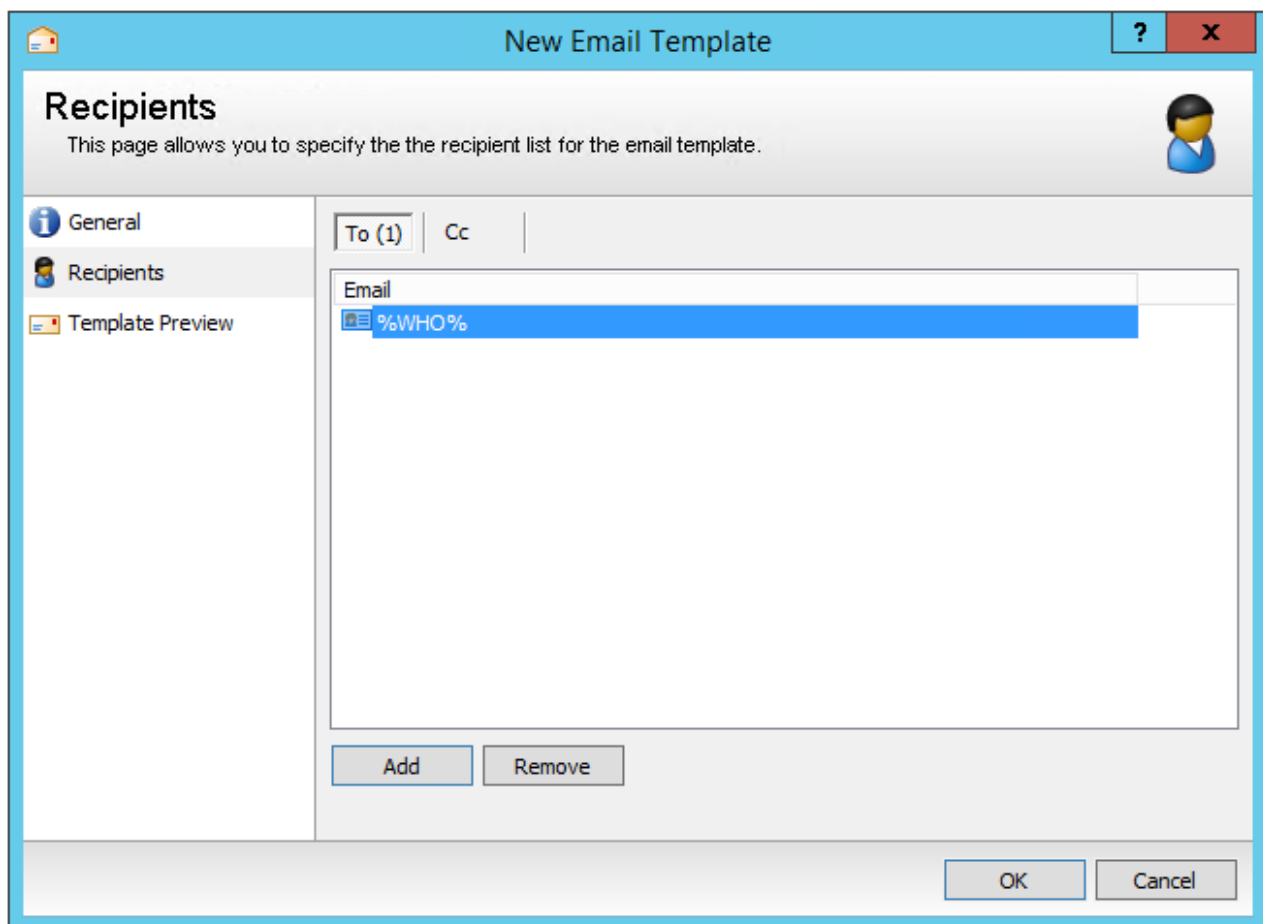 New Email Template
?
x
Recipients
This page allows you to specify the the recipient list for the email template.
General
Recipients
Template Preview
To (1)
Cc
Email
%WHO%
Add
Remove
OK
Cancel